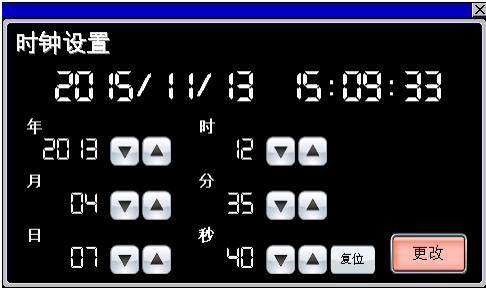 时钟设置
2015/11/13 15:09:33
年 时
2013 12
月 分
04 35
日 秒
07 40 复位 更改